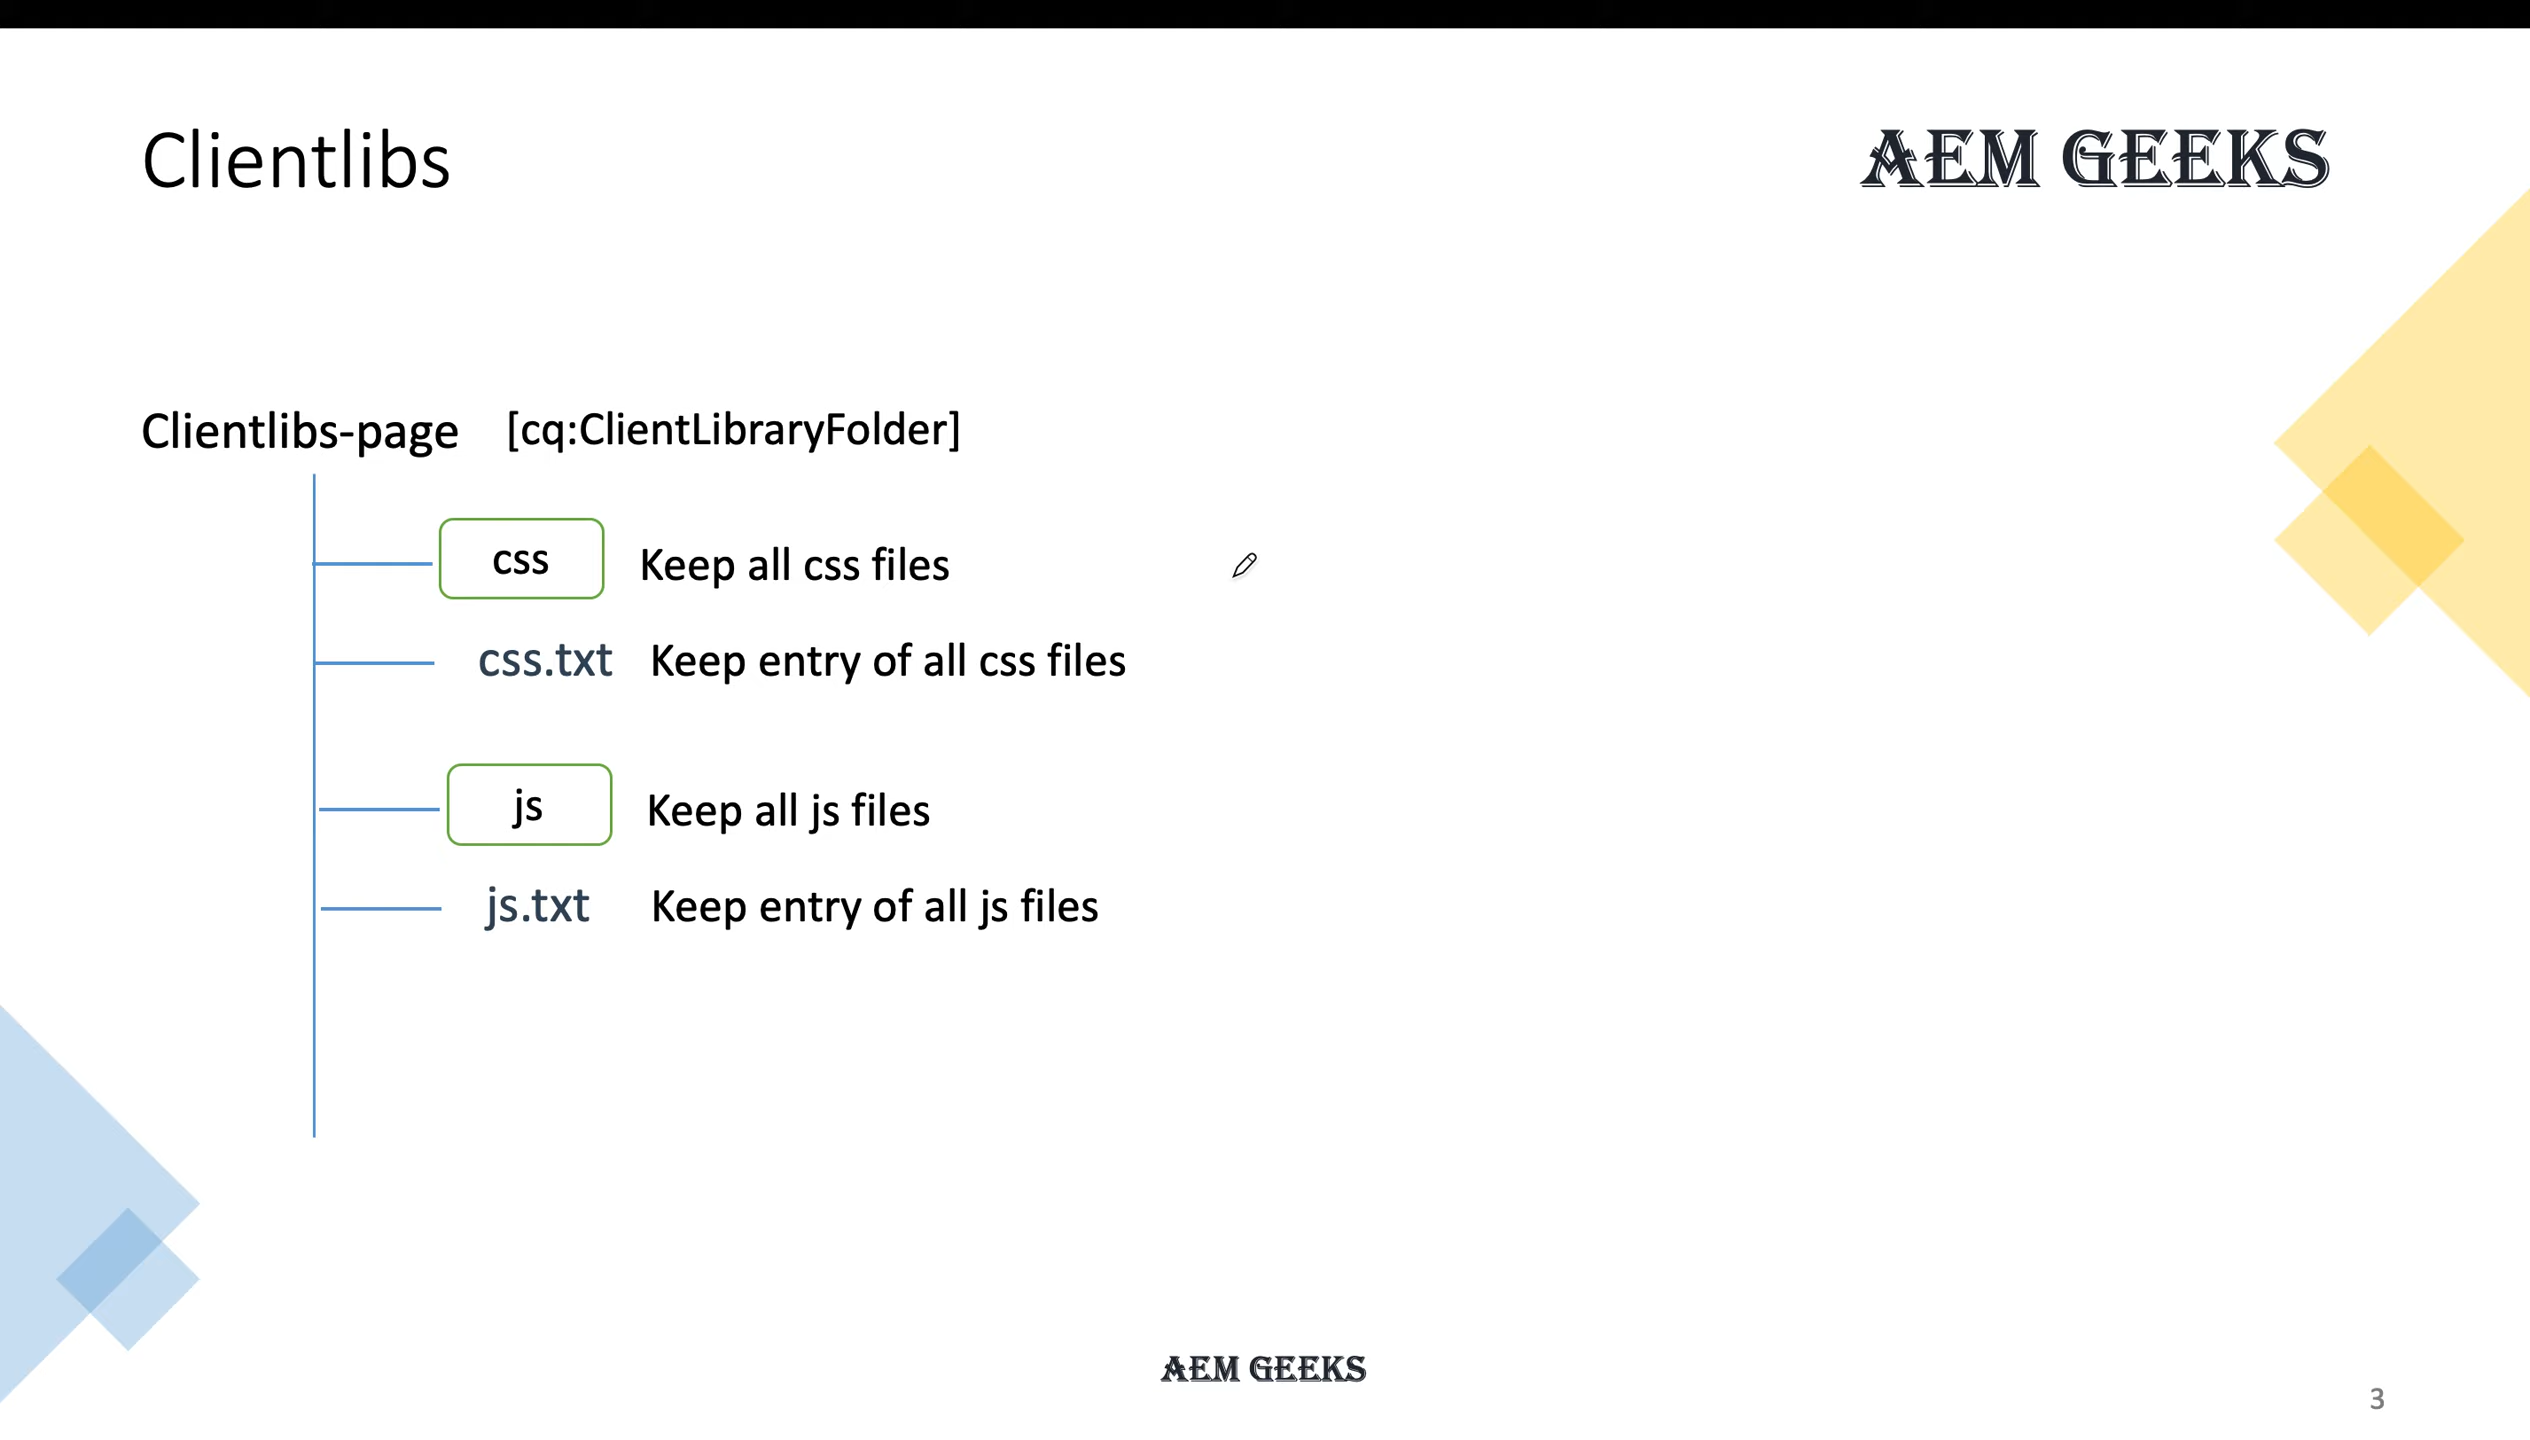 Clientlibs
AEM GEEKS
Clientlibs-page [cq:ClientLibraryFolder]
css Keep all css files
css.txt Keep entry of all css files
js Keep all js files
js.txt Keep entry of all js files
AEM GEEKS
3